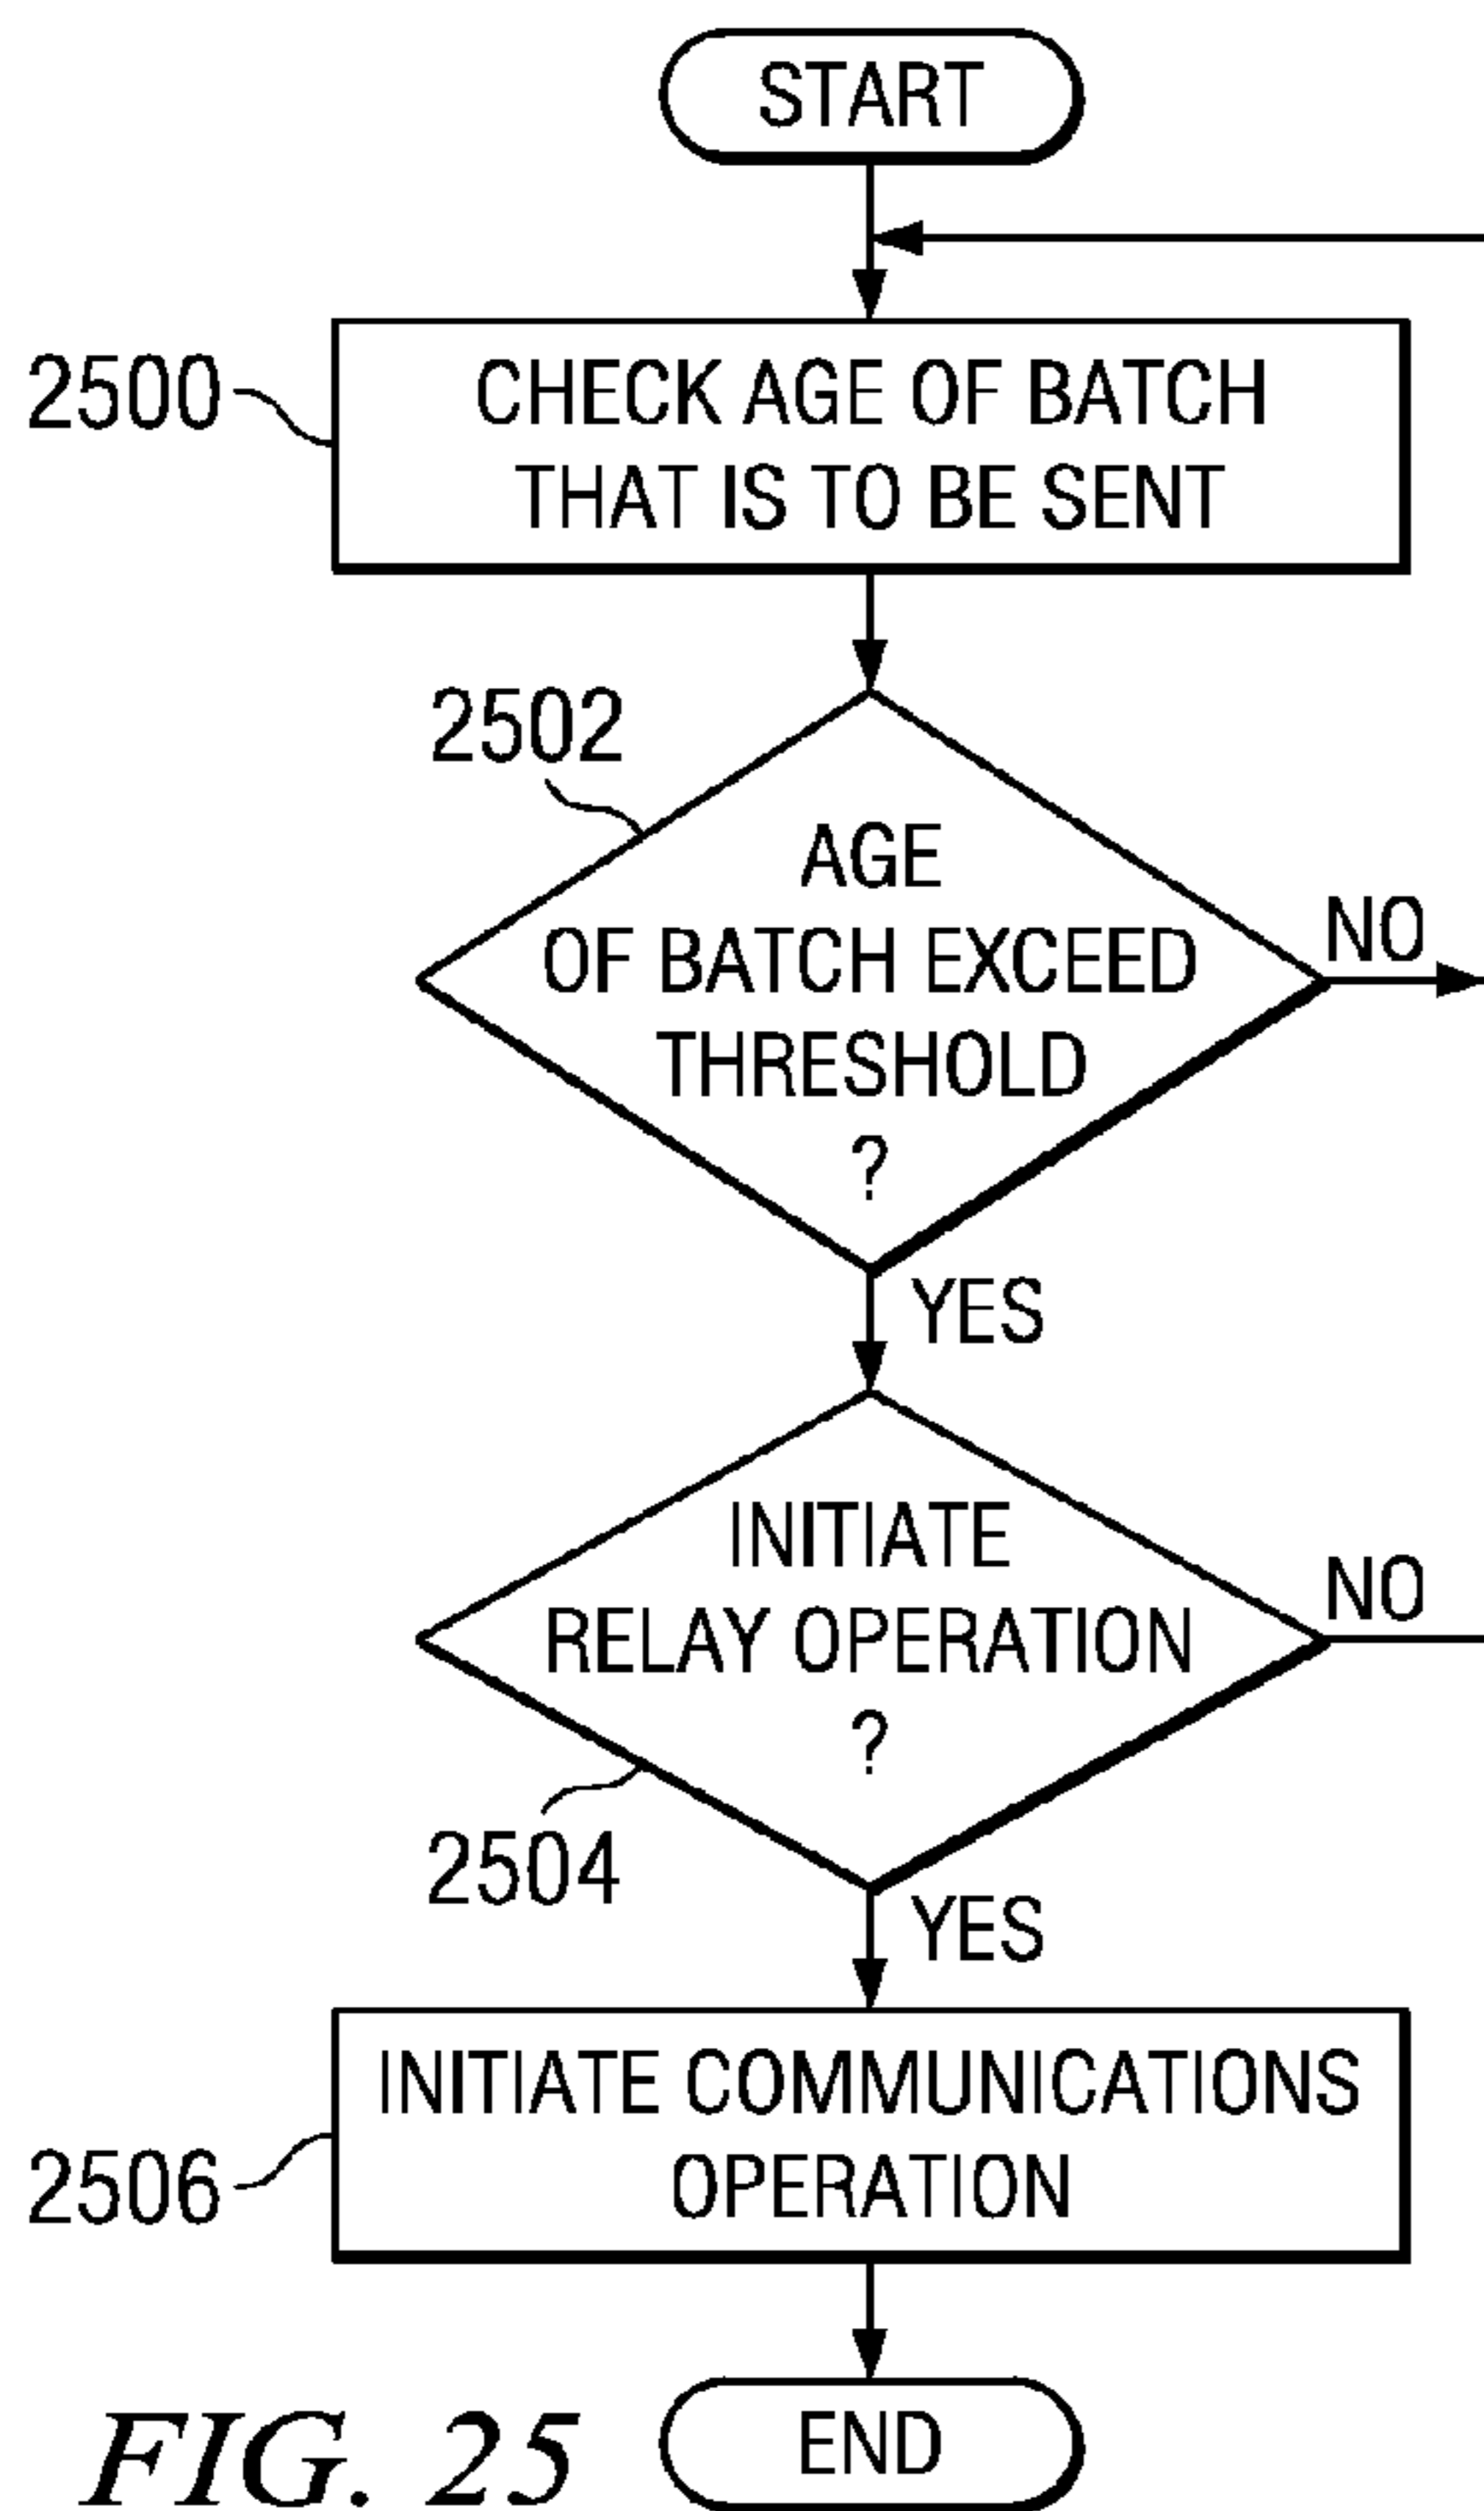 START
2500
CHECK AGE OF BATCH
THAT IS TO BE SENT
2502
AGE
OF BATCH EXCEED
THRESHOLD
?
NO
YES
INITIATE
RELAY OPERATION
?
NO
2504
YES
INITIATE COMMUNICATIONS
OPERATION
2506
END
FIG. 25